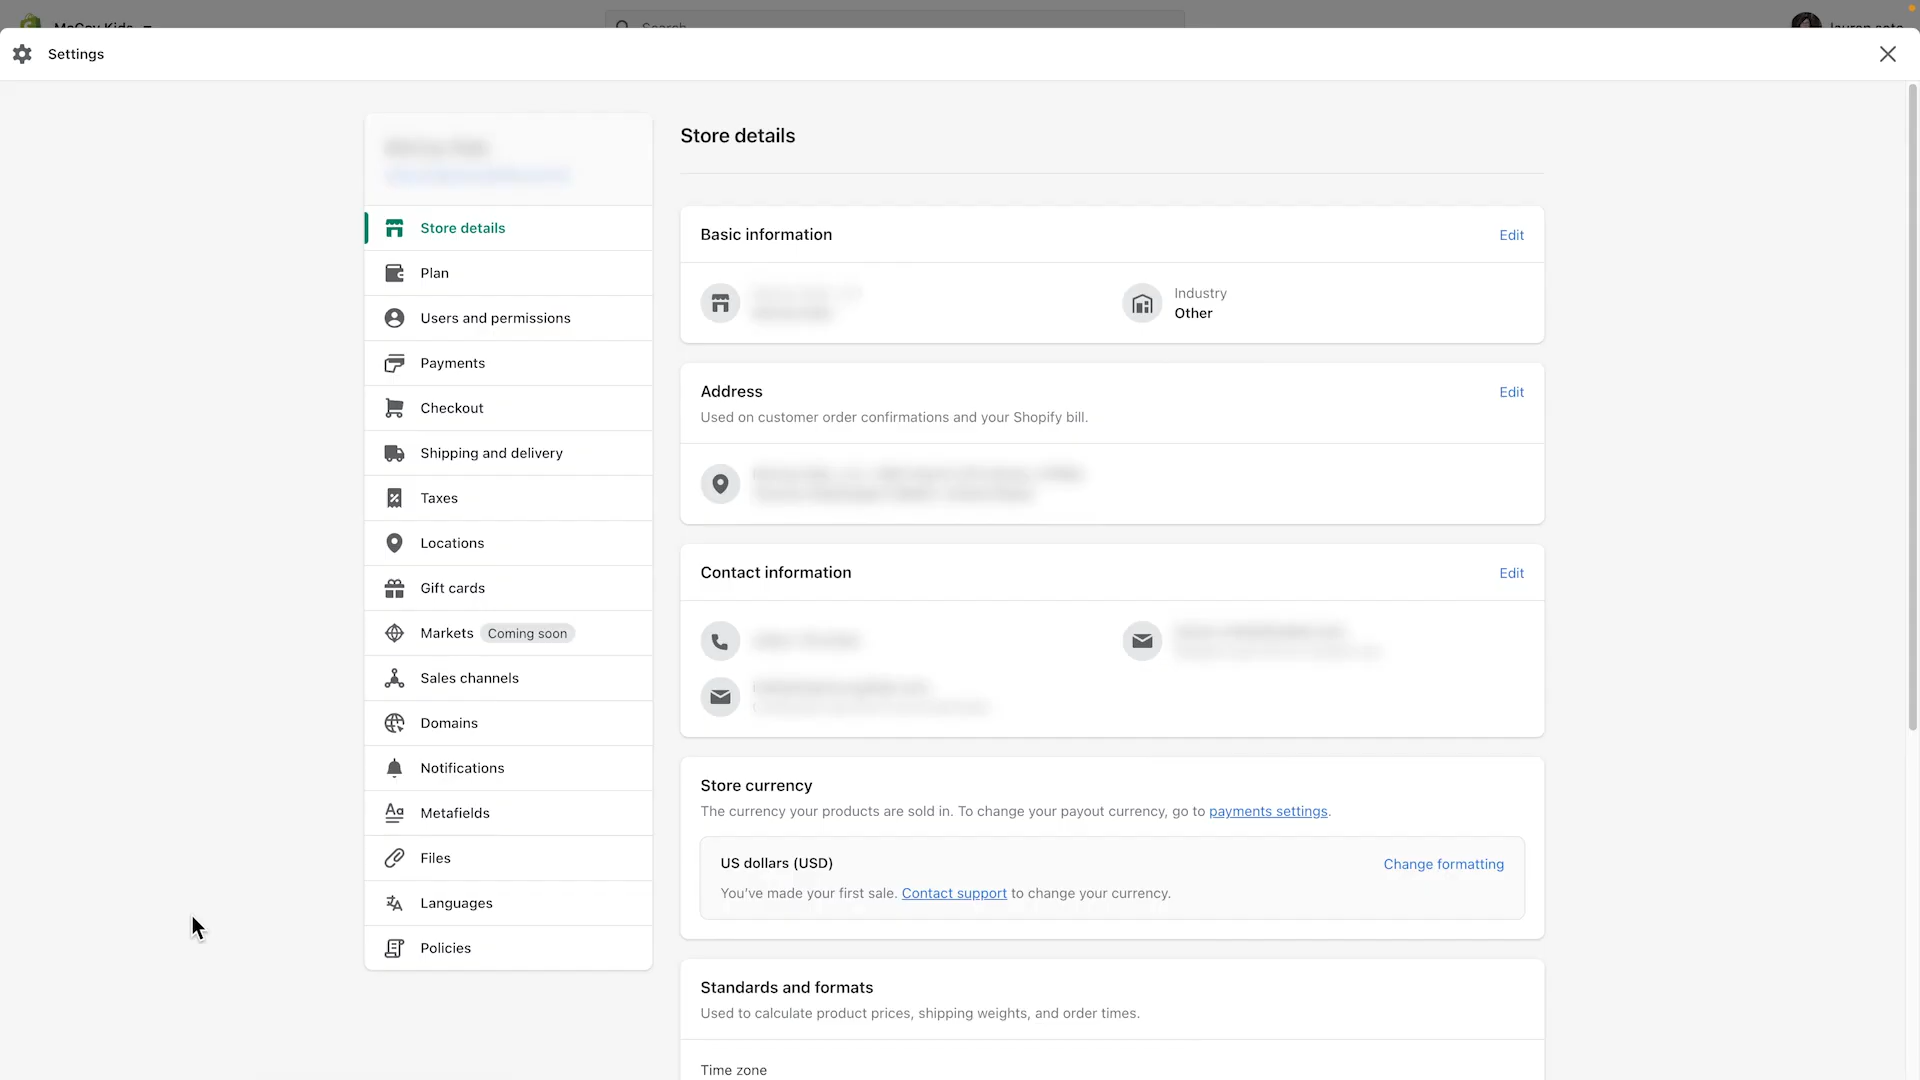 McCoy Kids
Search
lauren soto
Settings
Store details
Plan
Users and permissions
Payments
Checkout
Shipping and delivery
Taxes
Locations
Gift cards
Markets Coming soon
Sales channels
Domains
Notifications
Metafields
Files
Languages
Policies
Store details
Basic information
Edit
Industry
Other
Address
Edit
Used on customer order confirmations and your Shopify bill.
Contact information
Edit
Store currency
The currency your products are sold in. To change your payout currency, go to payments settings.
US dollars (USD)
Change formatting
You've made your first sale. Contact support to change your currency.
Standards and formats
Used to calculate product prices, shipping weights, and order times.
Time zone